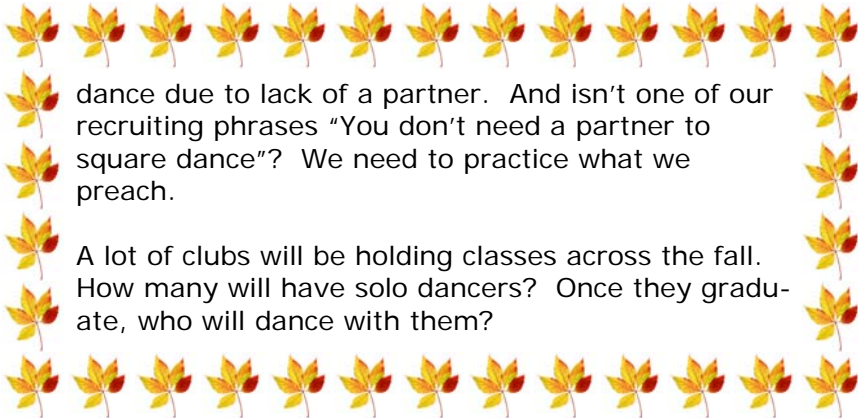 dance due to lack of a partner.  And isn't one of our
recruiting phrases "You don't need a partner to
square dance"?  We need to practice what we
preach.

A lot of clubs will be holding classes across the fall.
How many will have solo dancers?  Once they gradu-
ate, who will dance with them?